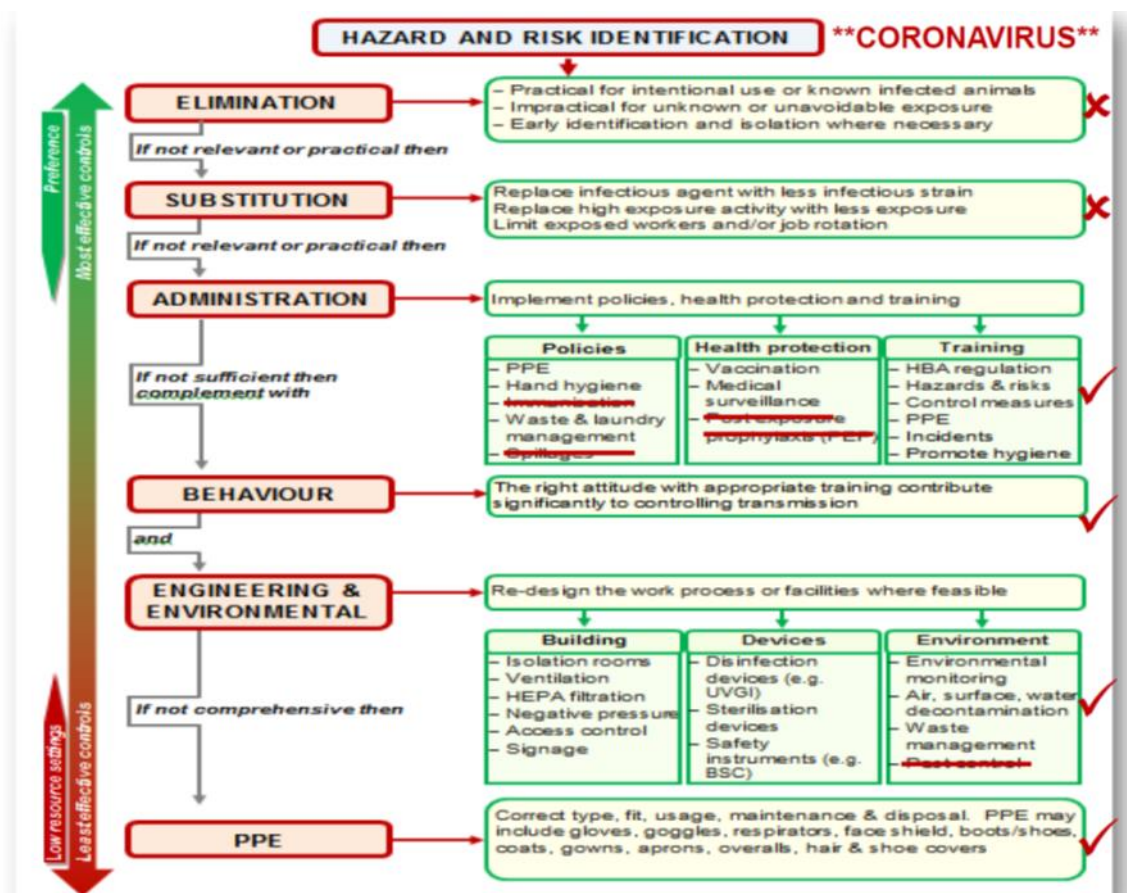 HAZARD AND RISK IDENTIFICATION **CORONAVIRUS**
ELIMINATION
– Practical for intentional use or known infected animals
– Impractical for unknown or unavoidable exposure
– Early identification and isolation where necessary
If not relevant or practical then
SUBSTITUTION
Replace infectious agent with less infectious strain
Replace high exposure activity with less exposure
Limit exposed workers and/or job rotation
If not relevant or practical then
ADMINISTRATION
Implement policies, health protection and training
Policies
– PPE
– Hand hygiene
– Immunisation
– Waste & laundry
management
– Spillages
Health protection
– Vaccination
– Medical
surveillance
– Post exposure
prophylaxis (PEP)
Training
– HBA regulation
– Hazards & risks
– Control measures
– PPE
– Incidents
– Promote hygiene
If not sufficient then
complement with
BEHAVIOUR
The right attitude with appropriate training contribute
significantly to controlling transmission
and
ENGINEERING &
ENVIRONMENTAL
Re-design the work process or facilities where feasible
Building
– Isolation rooms
– Ventilation
– HEPA filtration
– Negative pressure
– Access control
– Signage
Devices
– Disinfection
devices (e.g.
UVGI)
– Sterilisation
devices
– Safety
instruments (e.g.
BSC)
Environment
– Environmental
monitoring
– Air, surface, water
decontamination
– Waste
management
– Pest control
If not comprehensive then
PPE
Correct type, fit, usage, maintenance & disposal. PPE may
include gloves, goggles, respirators, face shield, boots/shoes,
coats, gowns, aprons, overalls, hair & shoe covers
Preference
Most effective controls
Low resource settings
Least effective controls